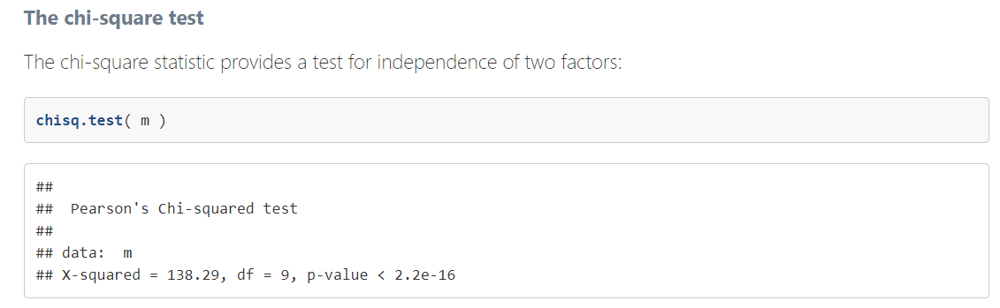 The chi-square test
The chi-square statistic provides a test for independence of two factors:
chisq.test( m )
##
##  Pearson's Chi-squared test
##
## data:  m
## X-squared = 138.29, df = 9, p-value < 2.2e-16